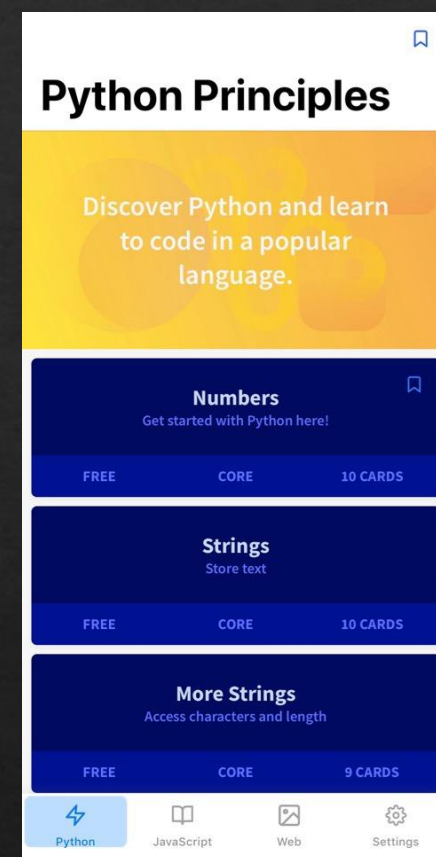 Python Principles
Discover Python and learn
to code in a popular
language.
Numbers
Get started with Python here!
FREE CORE 10 CARDS
Strings
Store text
FREE CORE 10 CARDS
More Strings
Access characters and length
FREE CORE 9 CARDS
Python JavaScript Web Settings